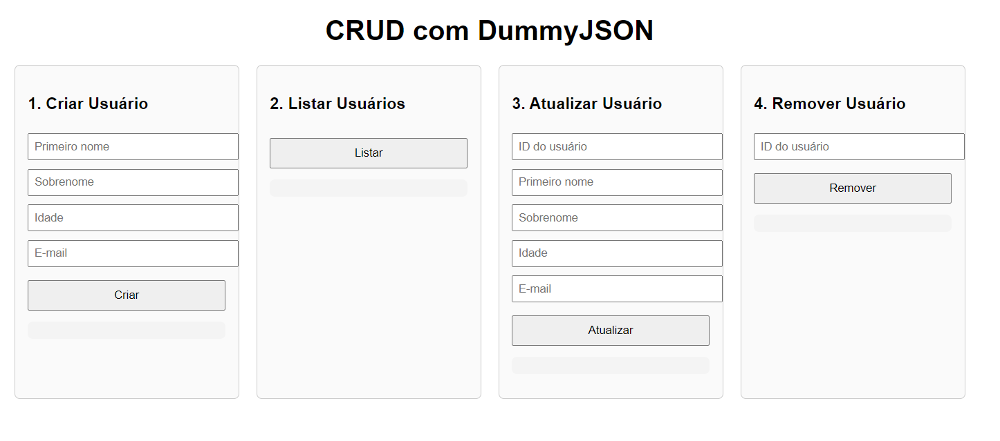 CRUD com DummyJSON
1. Criar Usuário
Primeiro nome
Sobrenome
Idade
E-mail
Criar
2. Listar Usuários
Listar
3. Atualizar Usuário
ID do usuário
Primeiro nome
Sobrenome
Idade
E-mail
Atualizar
4. Remover Usuário
ID do usuário
Remover